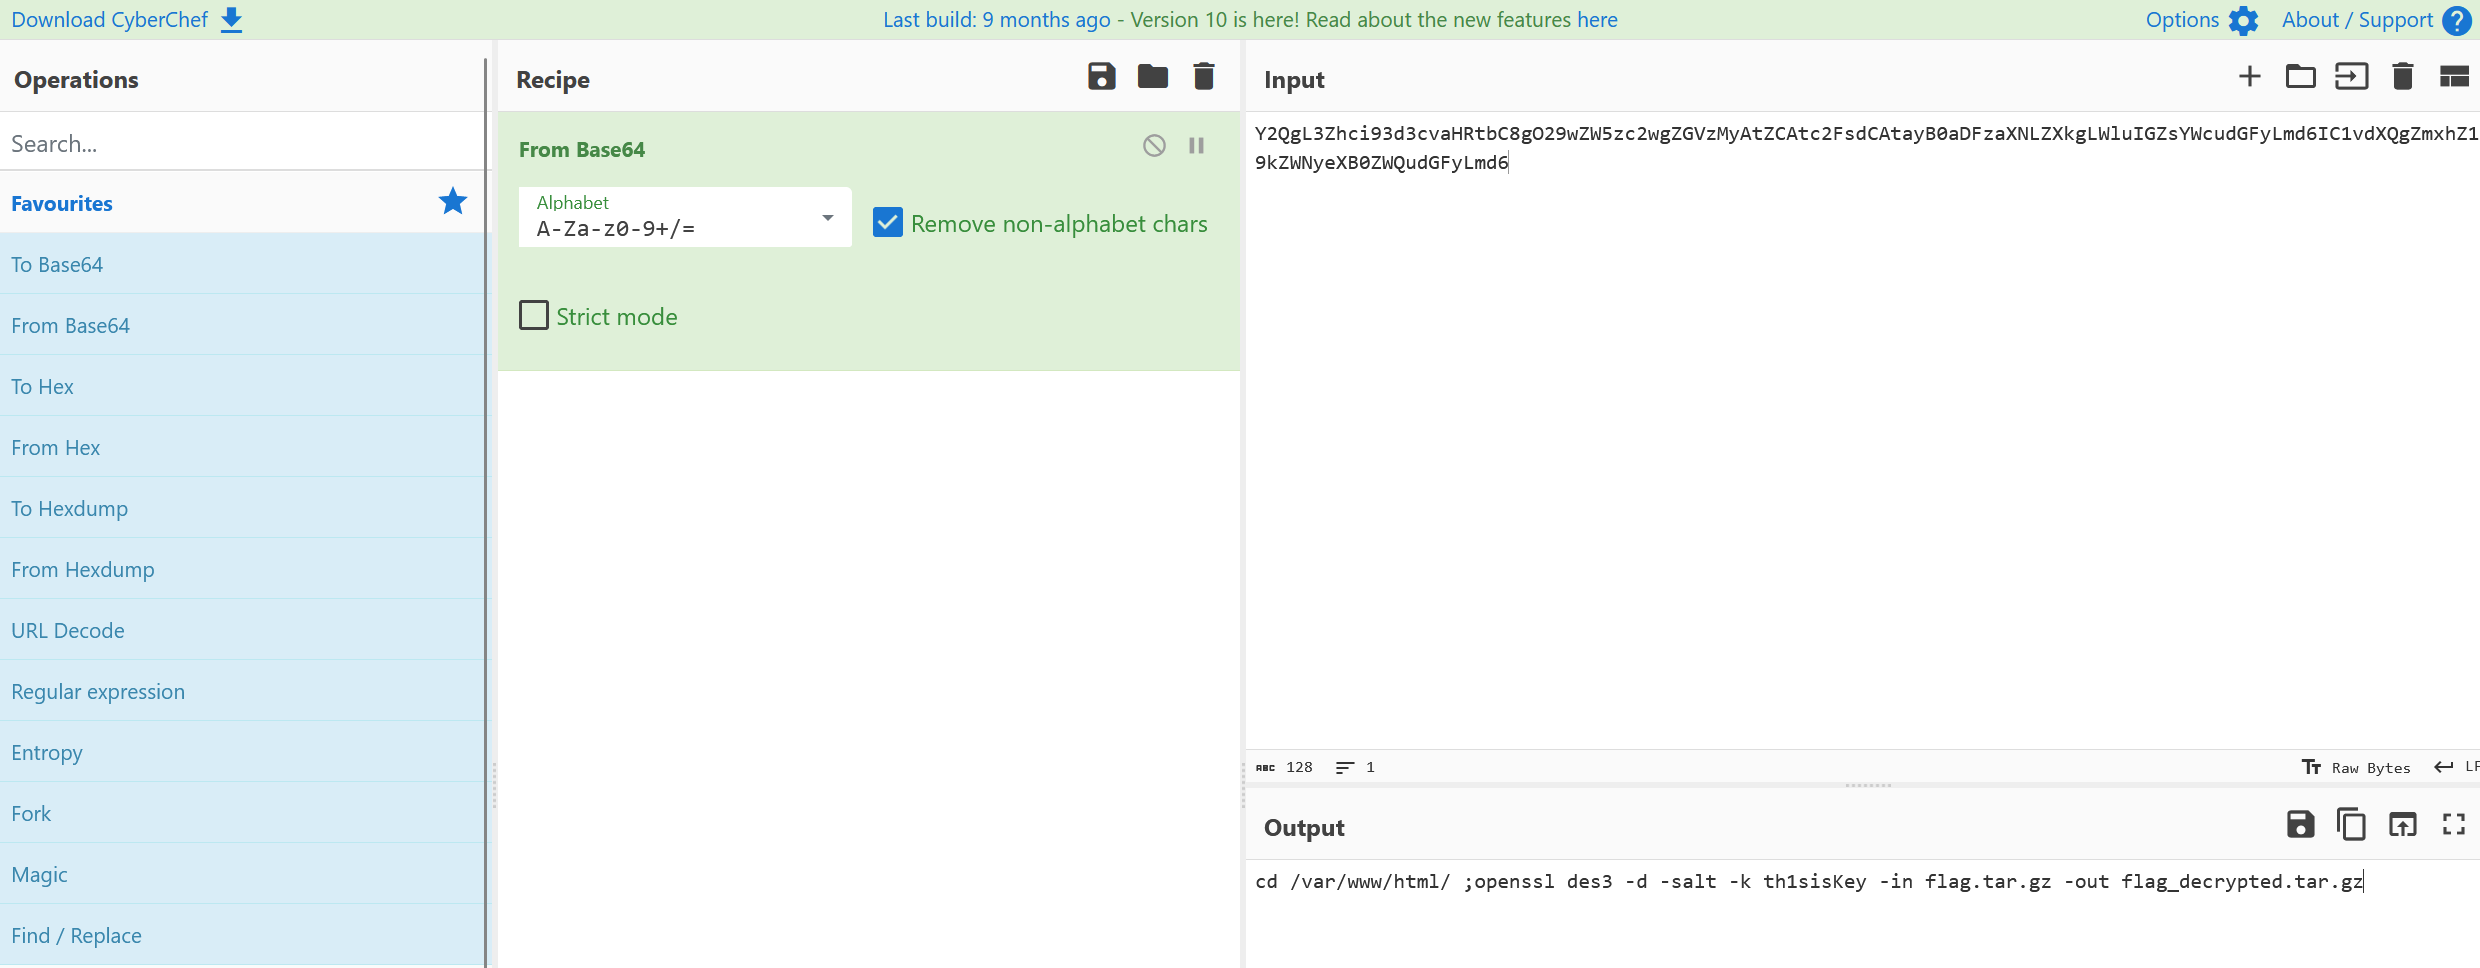 Download CyberChef
Last build: 9 months ago - Version 10 is here! Read about the new features here
Options
About / Support
Operations
Search...
Favourites
To Base64
From Base64
To Hex
From Hex
To Hexdump
From Hexdump
URL Decode
Regular expression
Entropy
Fork
Magic
Find / Replace
Recipe
From Base64
Alphabet
A-Za-z0-9+/=
Remove non-alphabet chars
Strict mode
Input
Y2QgL3Zhci93d3cvaHRtbC8gO29wZW5zc2wgZGVzMyAtZCAtc2FsdCAtayB0aDFzaXNLZXkgLWluIGZsYWcudGFyLmd6IC1vdXQgZmxhZ1
9kZWNyeXB0ZWQudGFyLmd6
ABC 128 1
Raw Bytes LF
Output
cd /var/www/html/ ;openssl des3 -d -salt -k th1sisKey -in flag.tar.gz -out flag_decrypted.tar.gz